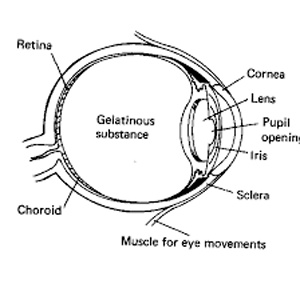 Retina
Cornea
Lens
Gelatinous
substance
Pupil
opening
Iris
Sclera
Choroid
Muscle for eye movements